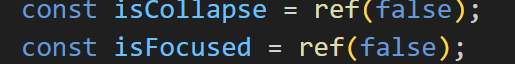 const isCollapse = ref(false);
const isFocused = ref(false);